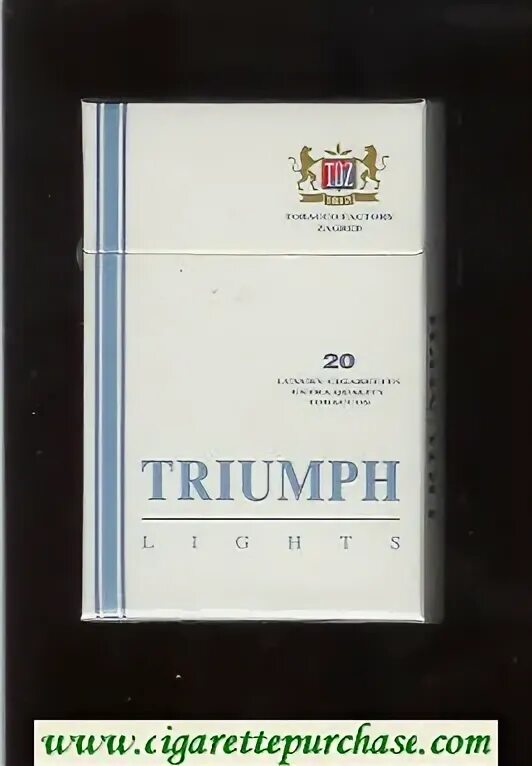 TDZ
TOBACCO FACTORY
ZAGREB
20
LUXURY CIGARETTES
EXTRA QUALITY
TOBACCOS
TRIUMPH
LIGHTS
www.cigarettepurchase.com